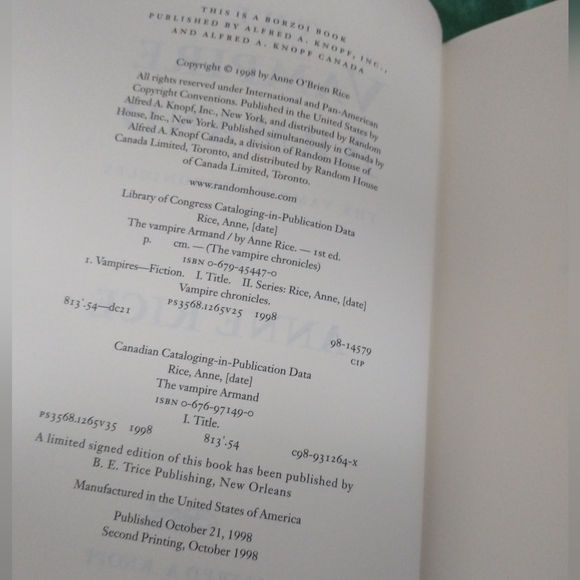 THIS IS A BORZOI BOOK
PUBLISHED BY ALFRED A. KNOPF, INC.,
AND ALFRED A. KNOPF CANADA
Copyright © 1998 by Anne O'Brien Rice
All rights reserved under International and Pan-American
Copyright Conventions. Published in the United States by
Alfred A. Knopf, Inc., New York, and distributed by Random
House, Inc., New York. Published simultaneously in Canada by
Alfred A. Knopf Canada, a division of Random House of
Canada Limited, Toronto, and distributed by Random House
of Canada Limited, Toronto.
www.randomhouse.com
Library of Congress Cataloging-in-Publication Data
Rice, Anne, [date]
The vampire Armand / by Anne Rice. — 1st ed.
p. cm. — (The vampire chronicles)
ISBN 0-679-45447-0
1. Vampires—Fiction. I. Title. II. Series: Rice, Anne, [date]
Vampire chronicles.
PS3568.I265V25 1998
813'.54—dc21 98-14579
CIP
Canadian Cataloging-in-Publication Data
Rice, Anne, [date]
The vampire Armand
ISBN 0-676-97149-0
I. Title.
PS3568.I265V35 1998 813'.54 C98-931264-X
A limited signed edition of this book has been published by
B. E. Trice Publishing, New Orleans
Manufactured in the United States of America
Published October 21, 1998
Second Printing, October 1998